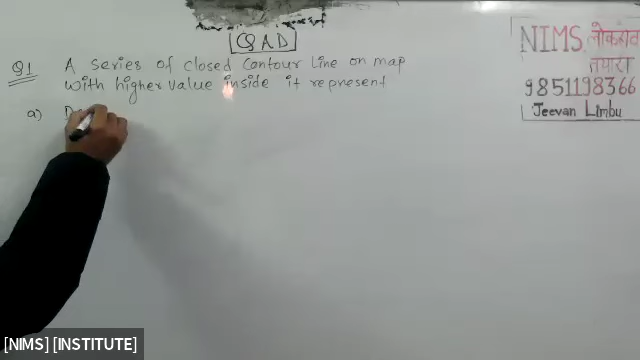 [QAD]
Q1 A series of closed Contour Line on map
with higher value inside it represent
a)
NIMS लोकसेवा
तयारी
9851198366
Jeevan Limbu
[NIMS] [INSTITUTE]